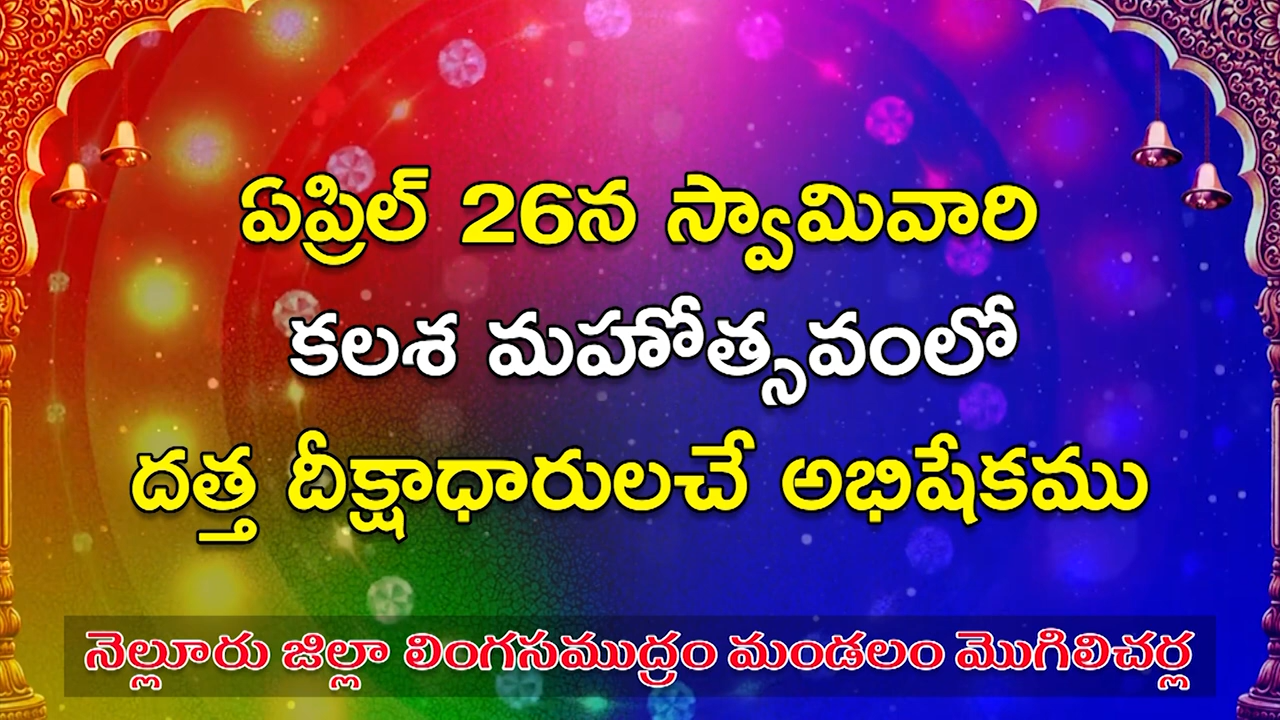 ఏప్రిల్ 26న స్వామివారి
కలశ మహోత్సవంలో
దత్త దీక్షాధారులచే అభిషేకము
నెల్లూరు జిల్లా లింగసముద్రం మండలం మొగిలిచర్ల